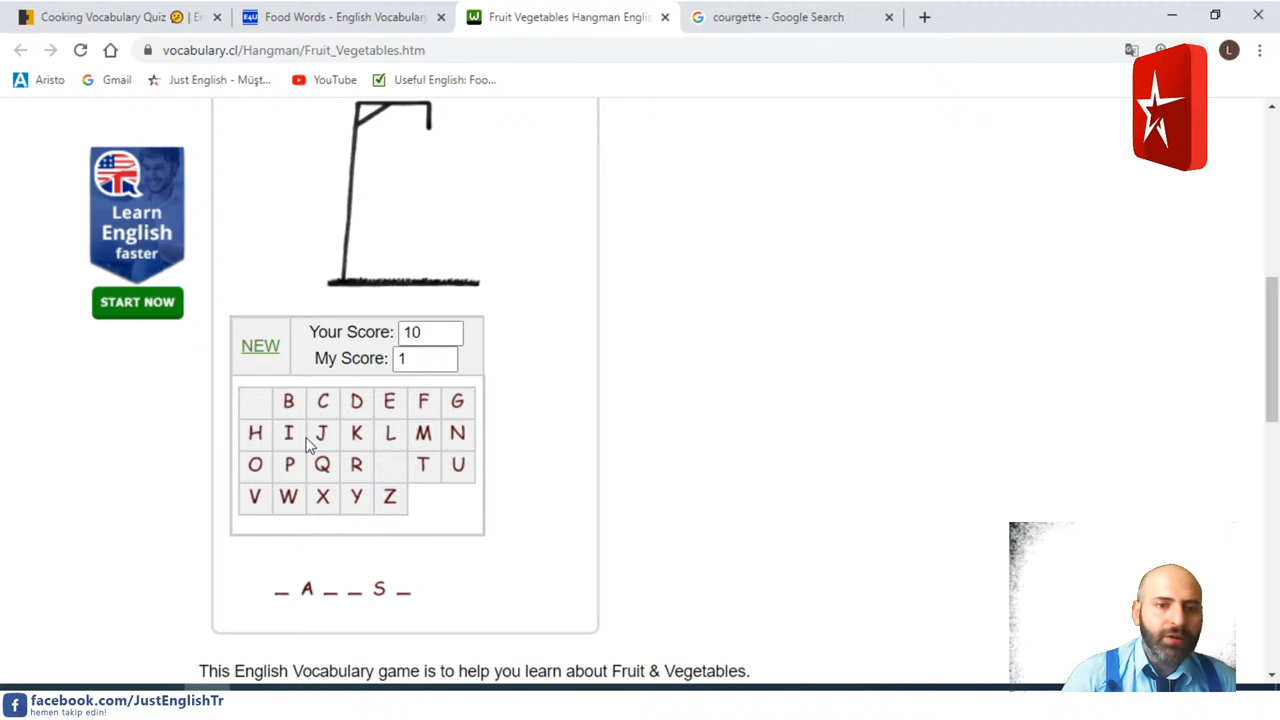 Cooking Vocabulary Quiz 🤔 | E
Food Words - English Vocabulary
Fruit Vegetables Hangman Englis
courgette - Google Search
vocabulary.cl/Hangman/Fruit_Vegetables.htm
L
Aristo
Gmail
Just English - Müşt...
YouTube
Useful English: Foo...
Learn
English
faster
START NOW
NEW
Your Score: 10
My Score: 1
B C D E F G
H I J K L M N
O P Q R T U
V W X Y Z
_ A _ _ S _
This English Vocabulary game is to help you learn about Fruit & Vegetables.
facebook.com/JustEnglishTr
hemen takip edin!